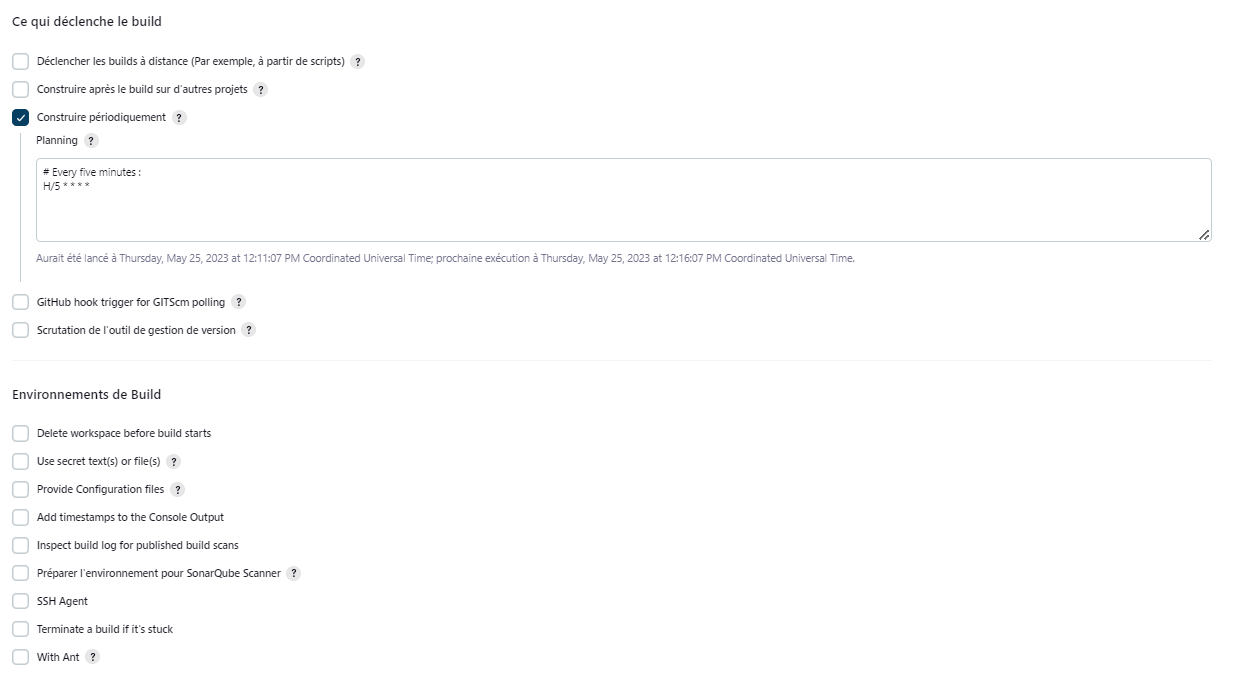 Ce qui déclenche le build
Déclencher les builds à distance (Par exemple, à partir de scripts) ?
Construire après le build sur d'autres projets ?
Construire périodiquement ?
Planning ?
# Every five minutes :
H/5 * * * *
Aurait été lancé à Thursday, May 25, 2023 at 12:11:07 PM Coordinated Universal Time; prochaine exécution à Thursday, May 25, 2023 at 12:16:07 PM Coordinated Universal Time.
GitHub hook trigger for GITScm polling ?
Scrutation de l'outil de gestion de version ?
Environnements de Build
Delete workspace before build starts
Use secret text(s) or file(s) ?
Provide Configuration files ?
Add timestamps to the Console Output
Inspect build log for published build scans
Préparer l'environnement pour SonarQube Scanner ?
SSH Agent
Terminate a build if it's stuck
With Ant ?